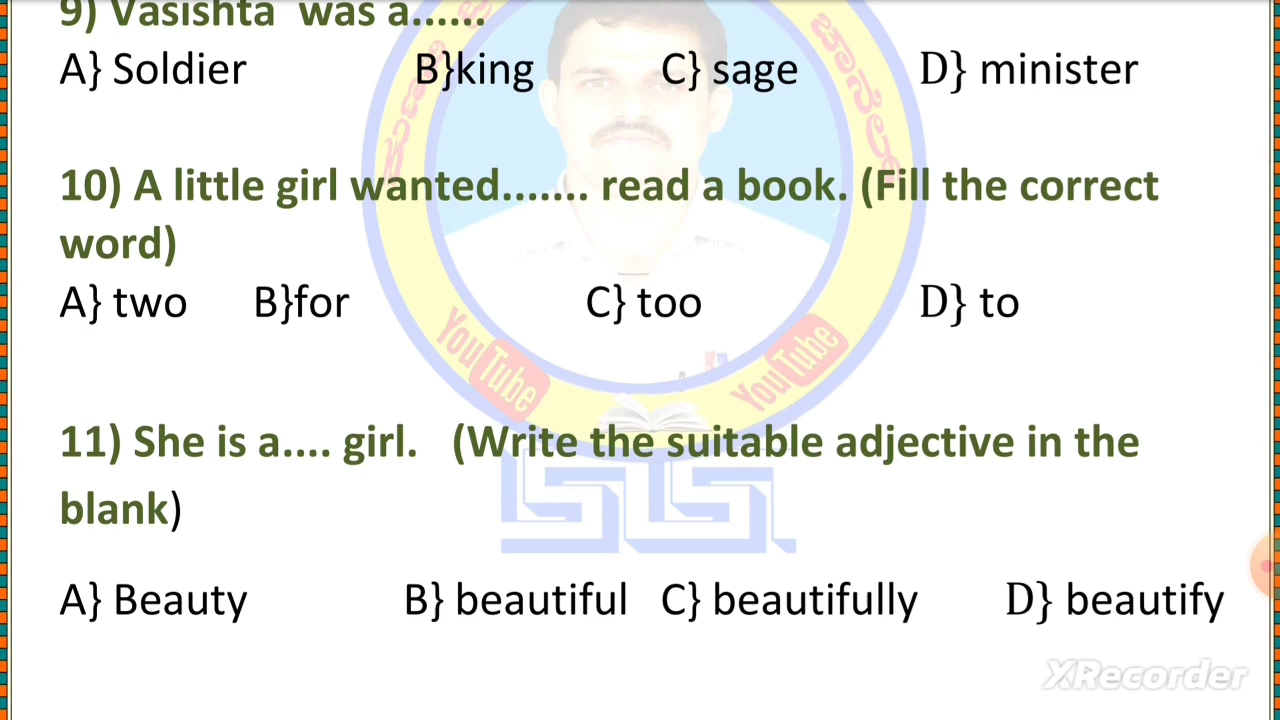 9) Vasishta was a......
A} Soldier B}king C} sage D} minister
10) A little girl wanted....... read a book. (Fill the correct
word)
A} two B}for C} too D} to
YouTube YouTube
11) She is a.... girl. (Write the suitable adjective in the
blank)
A} Beauty B} beautiful C} beautifully D} beautify
XRecorder